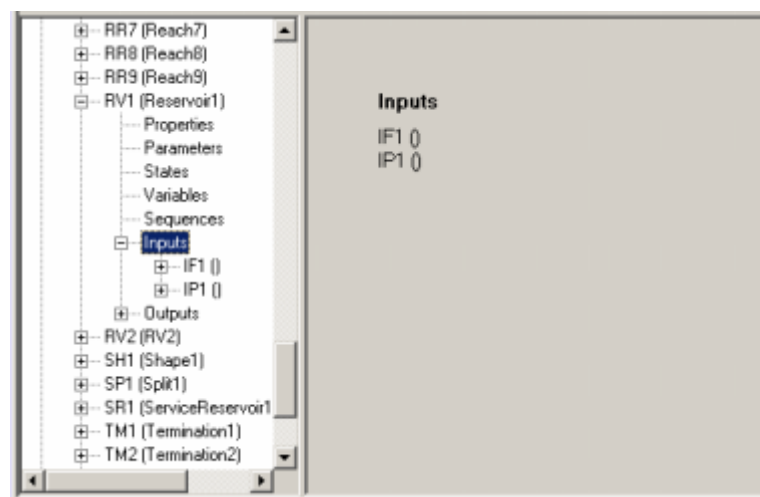 RR7 (Reach7)
RR8 (Reach8)
RR9 (Reach9)
RV1 (Reservoir1)
Properties
Parameters
States
Variables
Sequences
Inputs
IF1 ()
IP1 ()
Outputs
RV2 (RV2)
SH1 (Shape1)
SP1 (Split1)
SR1 (ServiceReservoir1
TM1 (Termination1)
TM2 (Termination2)
Inputs
IF1 ()
IP1 ()